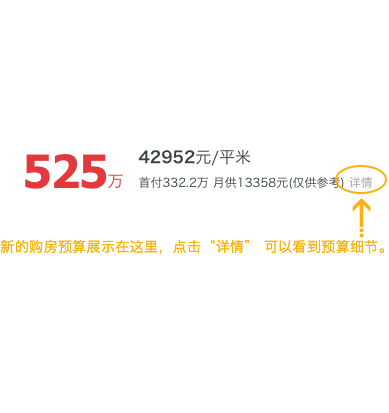 525万
42952元/平米
首付332.2万 月供13358元(仅供参考) 详情
新的购房预算展示在这里，点击“详情” 可以看到预算细节。